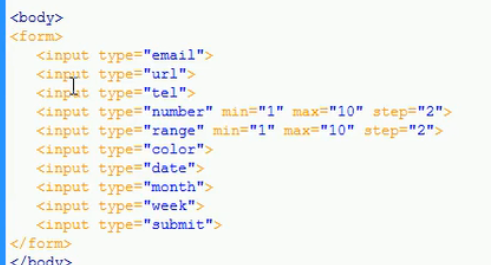 <body>
<form>
<input type="email">
<input type="url">
<input type="tel">
<input type="number" min="1" max="10" step="2">
<input type="range" min="1" max="10" step="2">
<input type="color">
<input type="date">
<input type="month">
<input type="week">
<input type="submit">
</form>
</body>